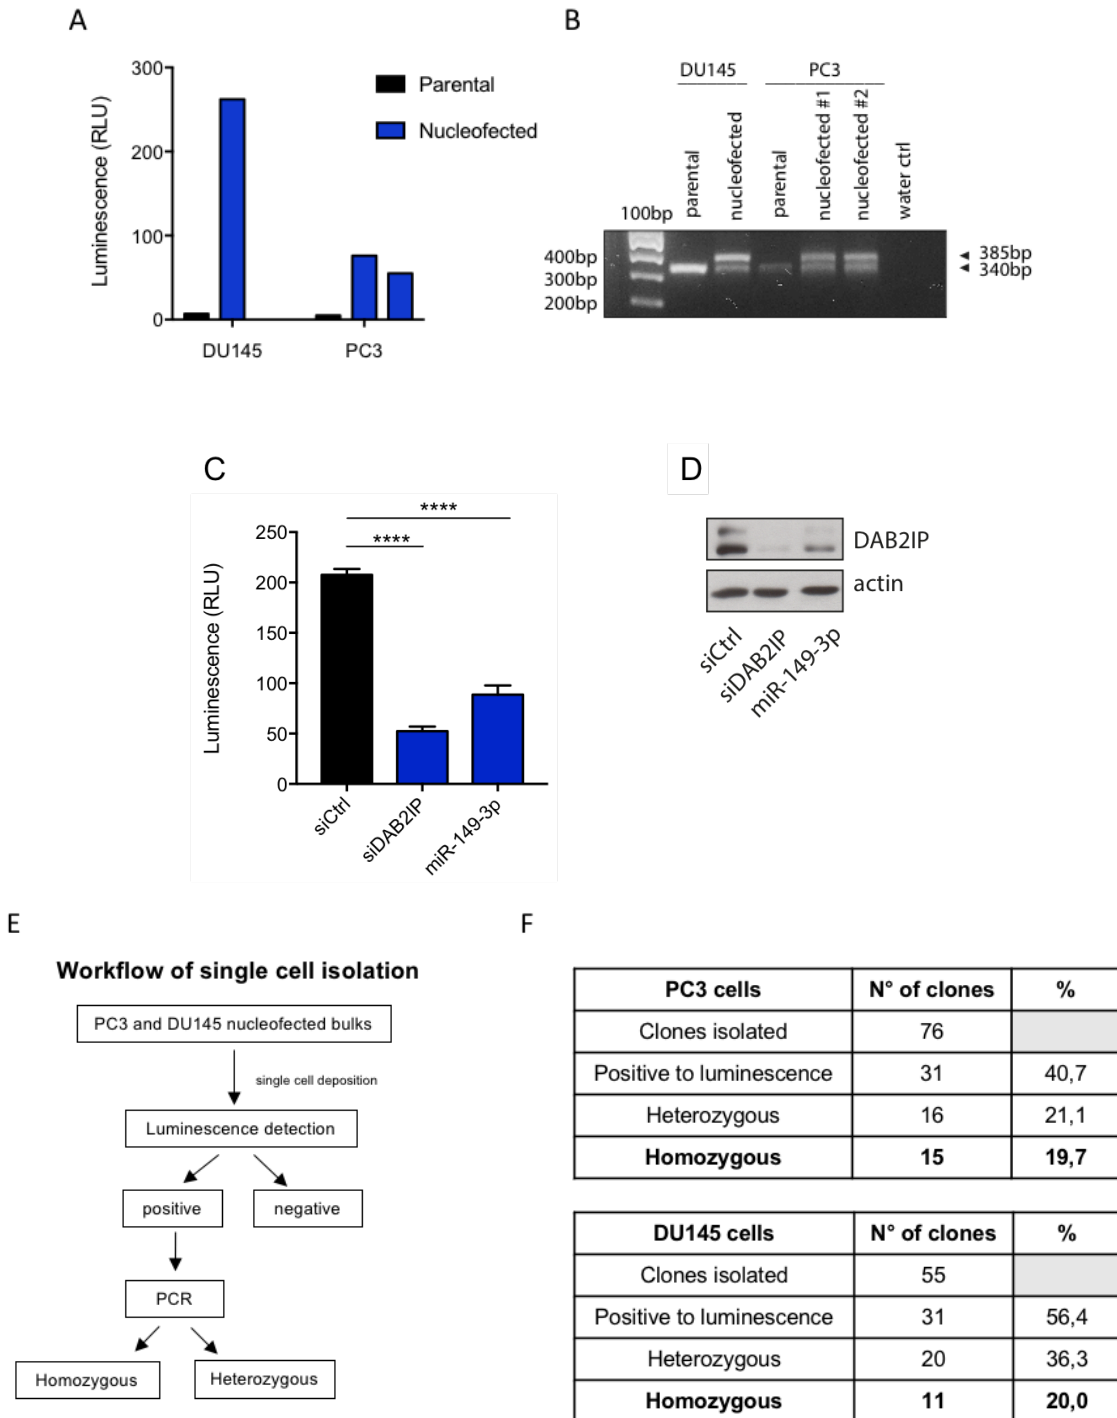 A
Luminescence (RLU)
300
200
100
0
DU145
PC3
Parental
Nucleofected
B
DU145
PC3
parental
nucleofected
parental
nucleofected #1
nucleofected #2
water ctrl
100bp
400bp
300bp
200bp
385bp
340bp
C
Luminescence (RLU)
250
200
150
100
50
0
****
****
siCtrl
siDAB2IP
miR-149-3p
D
DAB2IP
actin
siCtrl
siDAB2IP
miR-149-3p
E
Workflow of single cell isolation
PC3 and DU145 nucleofected bulks
single cell deposition
Luminescence detection
positive
negative
PCR
Homozygous
Heterozygous
F
PC3 cells N° of clones %
Clones isolated 76
Positive to luminescence 31 40,7
Heterozygous 16 21,1
Homozygous 15 19,7
DU145 cells N° of clones %
Clones isolated 55
Positive to luminescence 31 56,4
Heterozygous 20 36,3
Homozygous 11 20,0